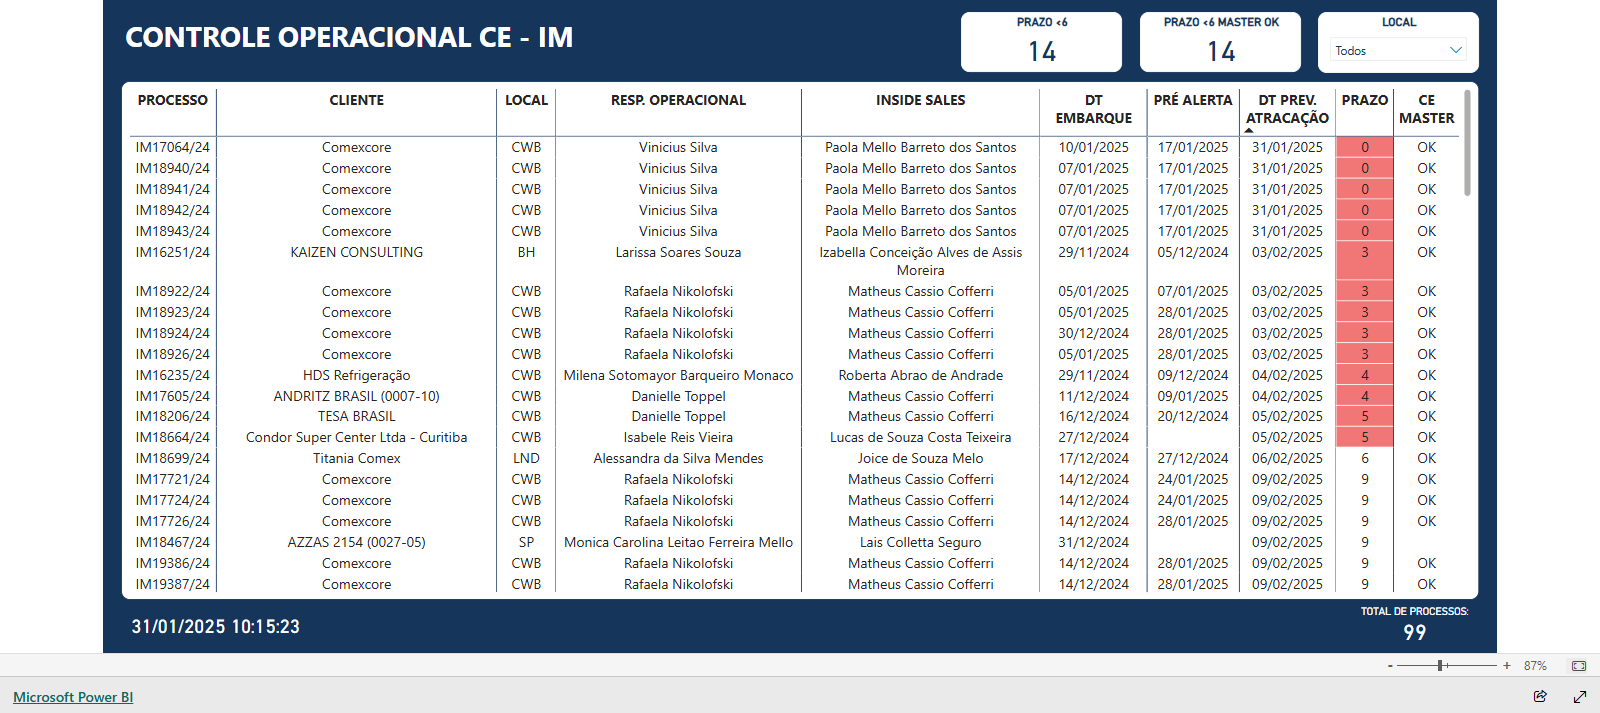 CONTROLE OPERACIONAL CE - IM
PRAZO <6
14
PRAZO <6 MASTER OK
14
LOCAL
Todos
PROCESSO CLIENTE LOCAL RESP. OPERACIONAL INSIDE SALES DT EMBARQUE PRÉ ALERTA DT PREV. ATRACAÇÃO PRAZO CE MASTER
IM17064/24 Comexcore CWB Vinicius Silva Paola Mello Barreto dos Santos 10/01/2025 17/01/2025 31/01/2025 0 OK
IM18940/24 Comexcore CWB Vinicius Silva Paola Mello Barreto dos Santos 07/01/2025 17/01/2025 31/01/2025 0 OK
IM18941/24 Comexcore CWB Vinicius Silva Paola Mello Barreto dos Santos 07/01/2025 17/01/2025 31/01/2025 0 OK
IM18942/24 Comexcore CWB Vinicius Silva Paola Mello Barreto dos Santos 07/01/2025 17/01/2025 31/01/2025 0 OK
IM18943/24 Comexcore CWB Vinicius Silva Paola Mello Barreto dos Santos 07/01/2025 17/01/2025 31/01/2025 0 OK
IM16251/24 KAIZEN CONSULTING BH Larissa Soares Souza Izabella Conceição Alves de Assis Moreira 29/11/2024 05/12/2024 03/02/2025 3 OK
IM18922/24 Comexcore CWB Rafaela Nikolofski Matheus Cassio Cofferri 05/01/2025 07/01/2025 03/02/2025 3 OK
IM18923/24 Comexcore CWB Rafaela Nikolofski Matheus Cassio Cofferri 05/01/2025 28/01/2025 03/02/2025 3 OK
IM18924/24 Comexcore CWB Rafaela Nikolofski Matheus Cassio Cofferri 30/12/2024 28/01/2025 03/02/2025 3 OK
IM18926/24 Comexcore CWB Rafaela Nikolofski Matheus Cassio Cofferri 05/01/2025 28/01/2025 03/02/2025 3 OK
IM16235/24 HDS Refrigeração CWB Milena Sotomayor Barqueiro Monaco Roberta Abrao de Andrade 29/11/2024 09/12/2024 04/02/2025 4 OK
IM17605/24 ANDRITZ BRASIL (0007-10) CWB Danielle Toppel Matheus Cassio Cofferri 11/12/2024 09/01/2025 04/02/2025 4 OK
IM18206/24 TESA BRASIL CWB Danielle Toppel Matheus Cassio Cofferri 16/12/2024 20/12/2024 05/02/2025 5 OK
IM18664/24 Condor Super Center Ltda - Curitiba CWB Isabele Reis Vieira Lucas de Souza Costa Teixeira 27/12/2024 05/02/2025 5 OK
IM18699/24 Titania Comex LND Alessandra da Silva Mendes Joice de Souza Melo 17/12/2024 27/12/2024 06/02/2025 6 OK
IM17721/24 Comexcore CWB Rafaela Nikolofski Matheus Cassio Cofferri 14/12/2024 24/01/2025 09/02/2025 9 OK
IM17724/24 Comexcore CWB Rafaela Nikolofski Matheus Cassio Cofferri 14/12/2024 24/01/2025 09/02/2025 9 OK
IM17726/24 Comexcore CWB Rafaela Nikolofski Matheus Cassio Cofferri 14/12/2024 28/01/2025 09/02/2025 9 OK
IM18467/24 AZZAS 2154 (0027-05) SP Monica Carolina Leitao Ferreira Mello Lais Colletta Seguro 31/12/2024 09/02/2025 9
IM19386/24 Comexcore CWB Rafaela Nikolofski Matheus Cassio Cofferri 14/12/2024 28/01/2025 09/02/2025 9 OK
IM19387/24 Comexcore CWB Rafaela Nikolofski Matheus Cassio Cofferri 14/12/2024 28/01/2025 09/02/2025 9 OK
31/01/2025 10:15:23
TOTAL DE PROCESSOS:
99
- + 87%
Microsoft Power BI